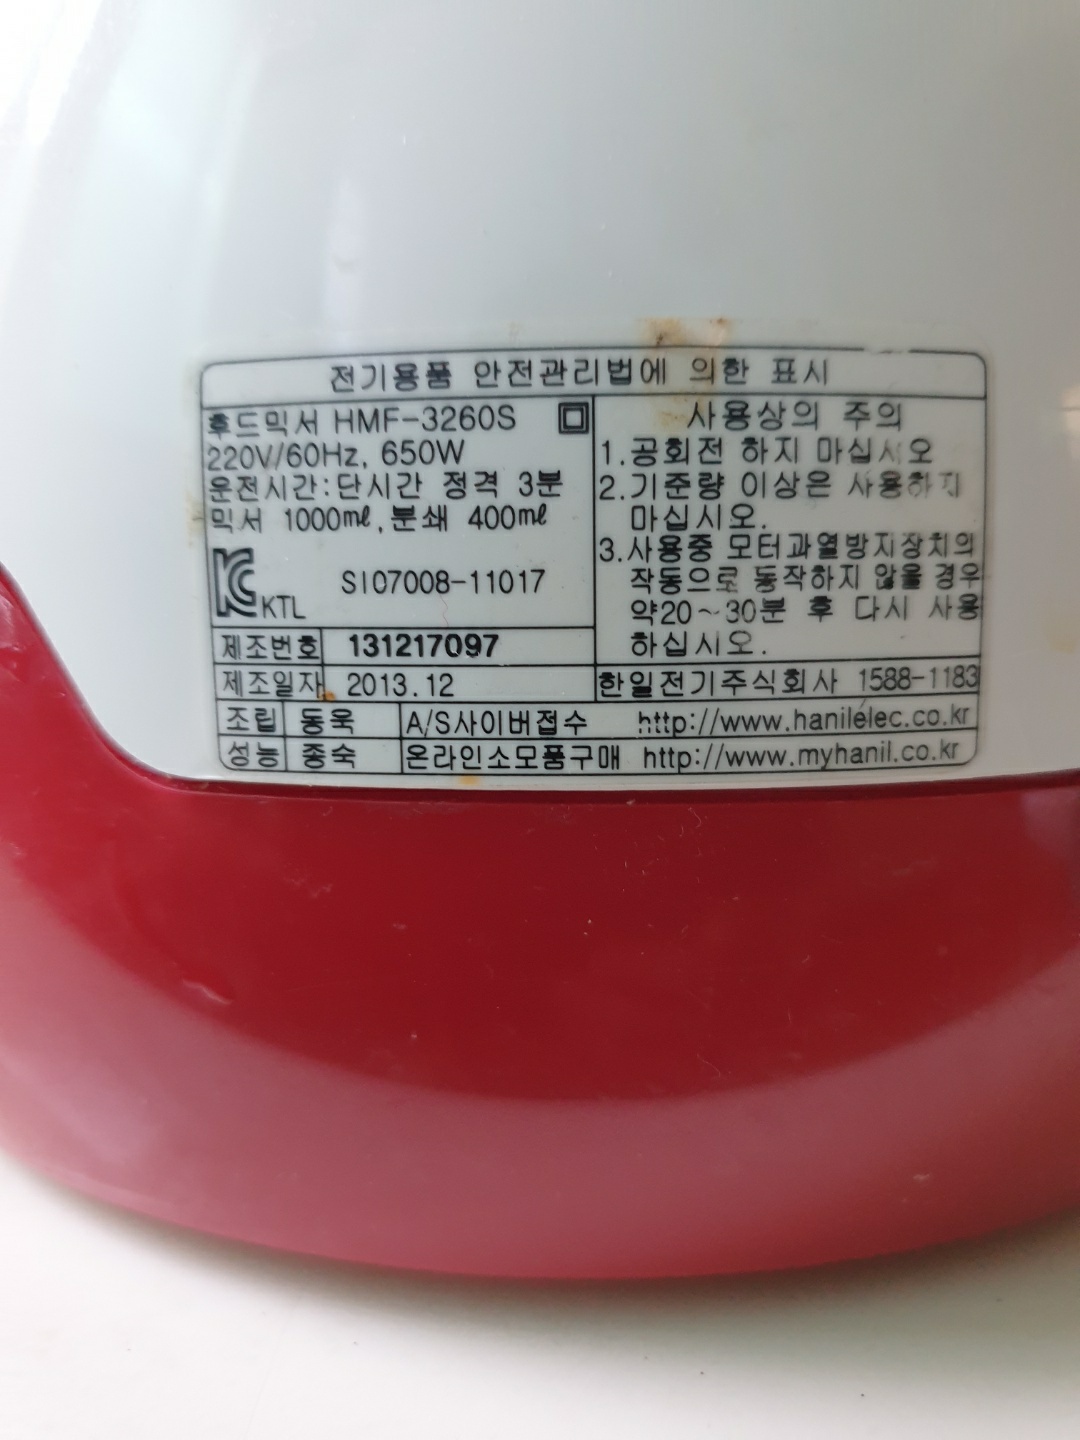 전기용품 안전관리법에 의한 표시
후드믹서 HMF-3260S
220V/60Hz, 650W
운전시간:단시간 정격 3분
믹서 1000㎖,분쇄 400㎖
KC
KTL
SI07008-11017
제조번호 131217097
제조일자 2013.12
사용상의 주의
1.공회전 하지 마십시오
2.기준량 이상은 사용하지
마십시오.
3.사용중 모터과열방지장치의
작동으로 동작하지 않을 경우
약20~30분 후 다시 사용
하십시오.
한일전기주식회사 1588-1183
조립 동욱 A/S사이버접수 http://www.hanilelec.co.kr
성능 종숙 온라인소모품구매 http://www.myhanil.co.kr